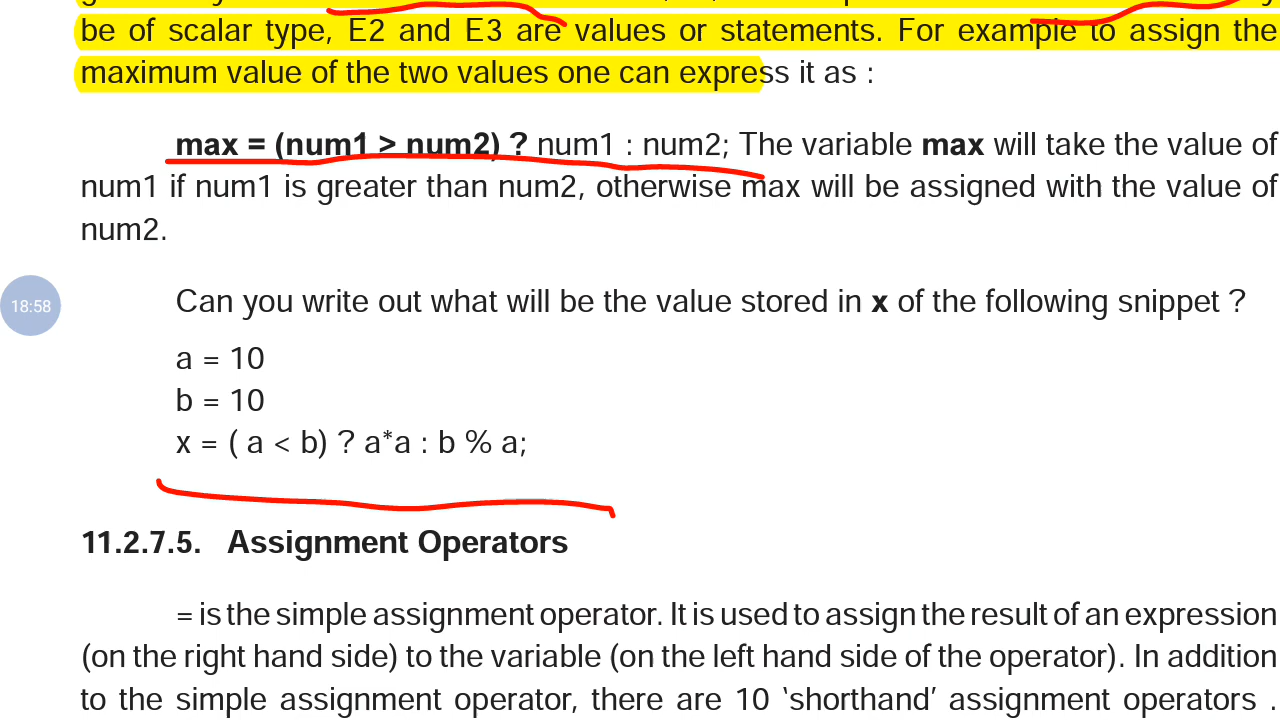 be of scalar type, E2 and E3 are values or statements. For example to assign the
maximum value of the two values one can express it as :
max = (num1 > num2) ? num1 : num2; The variable max will take the value of
num1 if num1 is greater than num2, otherwise max will be assigned with the value of
num2.
18:58
Can you write out what will be the value stored in x of the following snippet ?
a = 10
b = 10
x = ( a < b) ? a*a : b % a;
11.2.7.5. Assignment Operators
= is the simple assignment operator. It is used to assign the result of an expression
(on the right hand side) to the variable (on the left hand side of the operator). In addition
to the simple assignment operator, there are 10 ‘shorthand’ assignment operators .